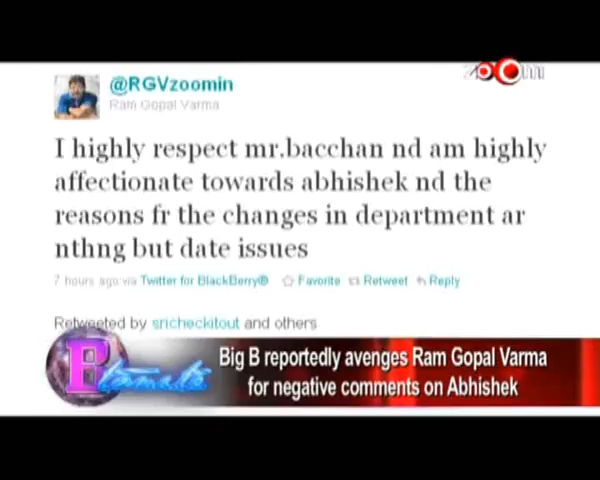 zoom
@RGVzoomin
Ram Gopal Varma
I highly respect mr.bacchan nd am highly
affectionate towards abhishek nd the
reasons fr the changes in department ar
nthng but date issues
7 hours ago via Twitter for BlackBerry® Favorite Retweet Reply
Retweeted by sricheckitout and others
E
tomate
Big B reportedly avenges Ram Gopal Varma
for negative comments on Abhishek